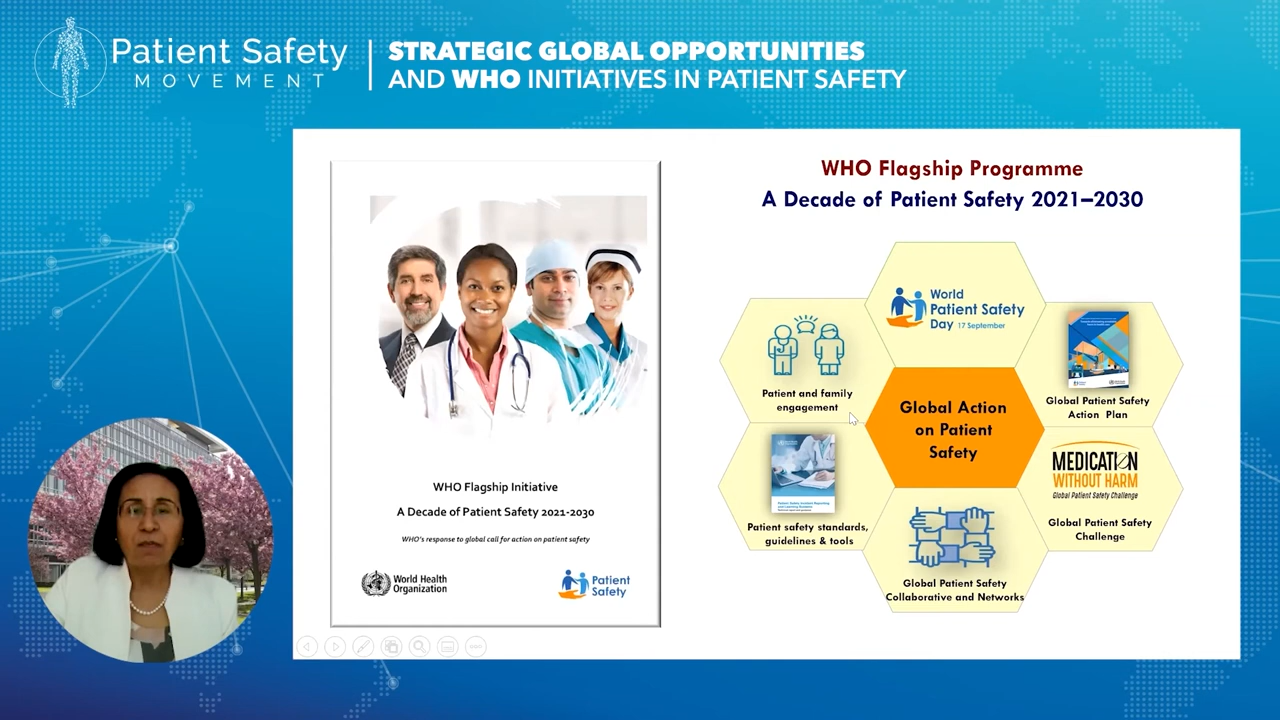 Patient Safety
MOVEMENT
STRATEGIC GLOBAL OPPORTUNITIES
AND WHO INITIATIVES IN PATIENT SAFETY
WHO Flagship Initiative
A Decade of Patient Safety 2021-2030
WHO's response to global call for action on patient safety
World Health
Organization
Patient
Safety
WHO Flagship Programme
A Decade of Patient Safety 2021–2030
World
Patient Safety
Day 17 September
Patient and family
engagement
Global Patient Safety
Action Plan
Global Action
on Patient
Safety
Patient safety standards,
guidelines & tools
MEDICATION
WITHOUT HARM
Global Patient Safety Challenge
Global Patient Safety
Challenge
Global Patient Safety
Collaborative and Networks